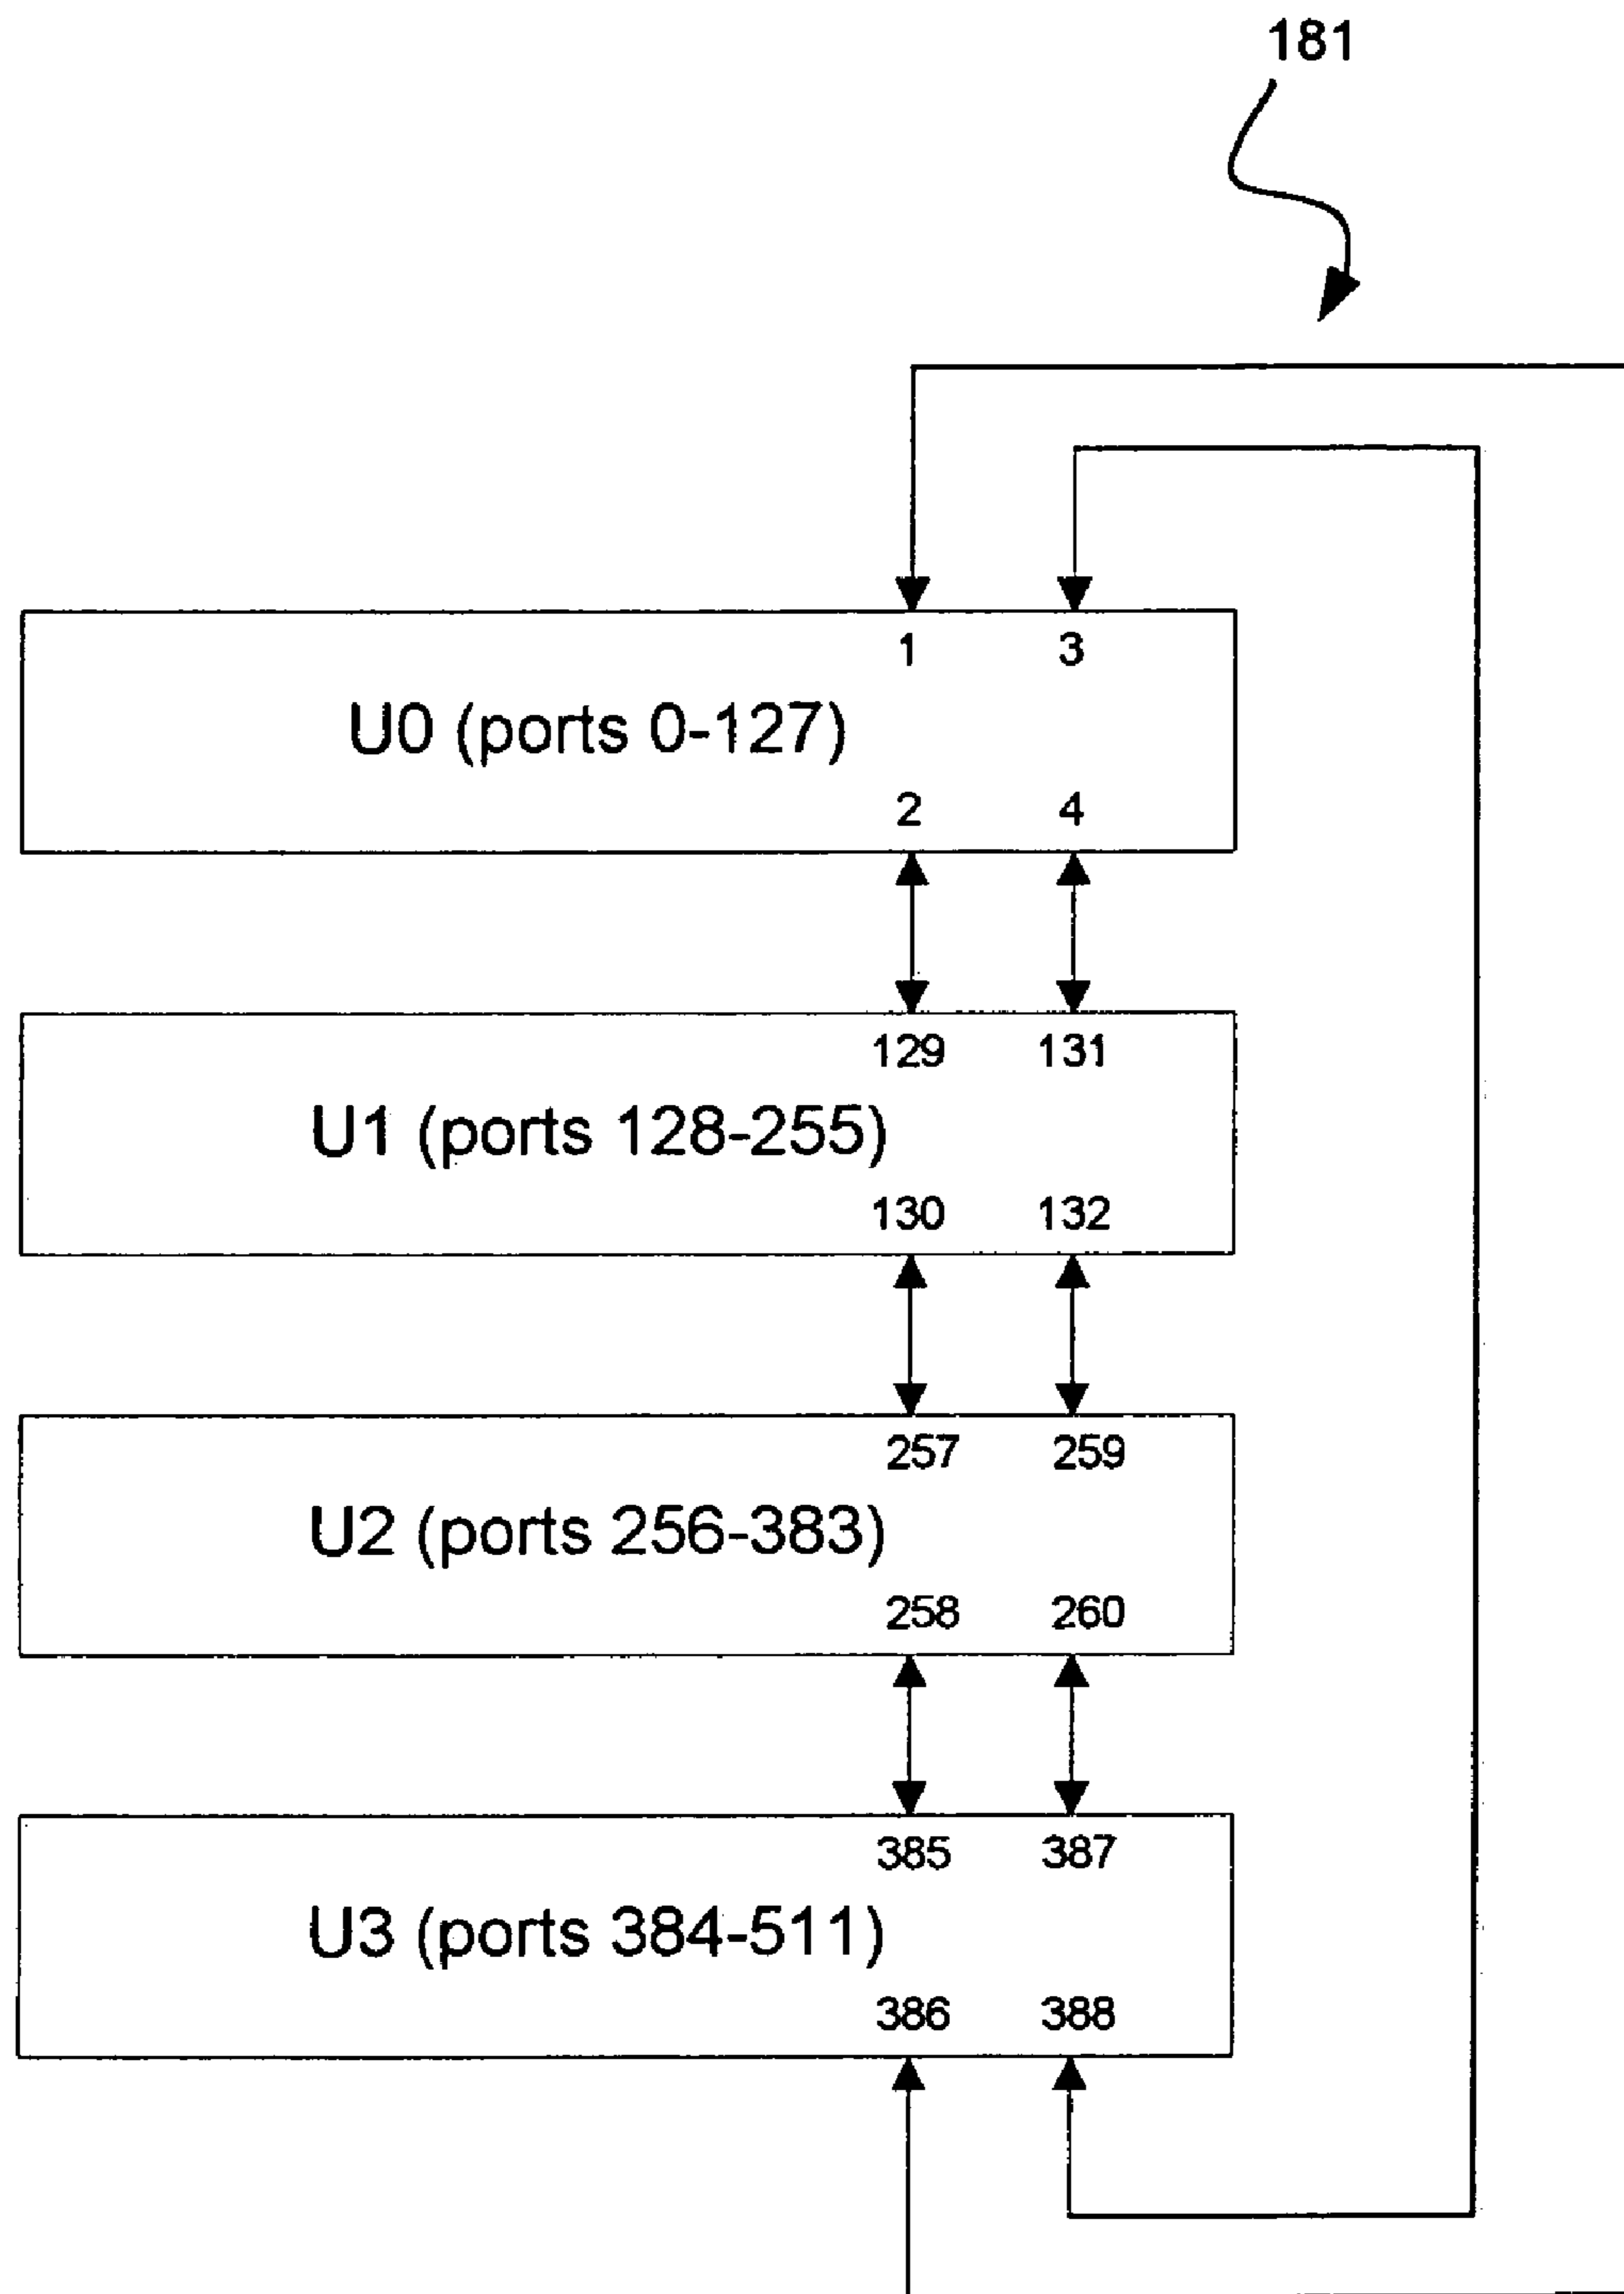 181
1 3
U0 (ports 0-127)
2 4
129 131
U1 (ports 128-255)
130 132
257 259
U2 (ports 256-383)
258 260
385 387
U3 (ports 384-511)
386 388